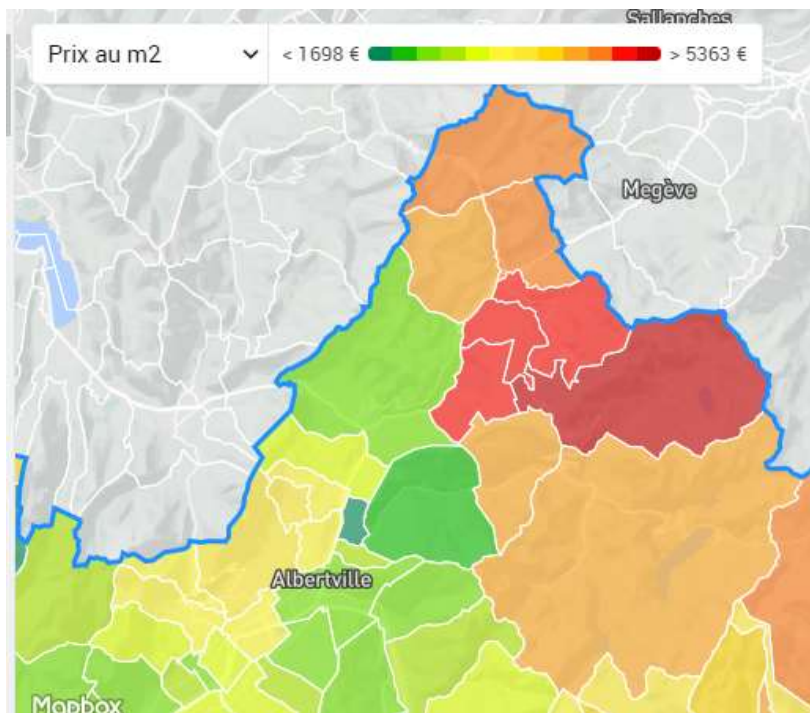 Sallanches
Prix au m2
< 1698 €
> 5363 €
Megève
Albertville
Mapbox